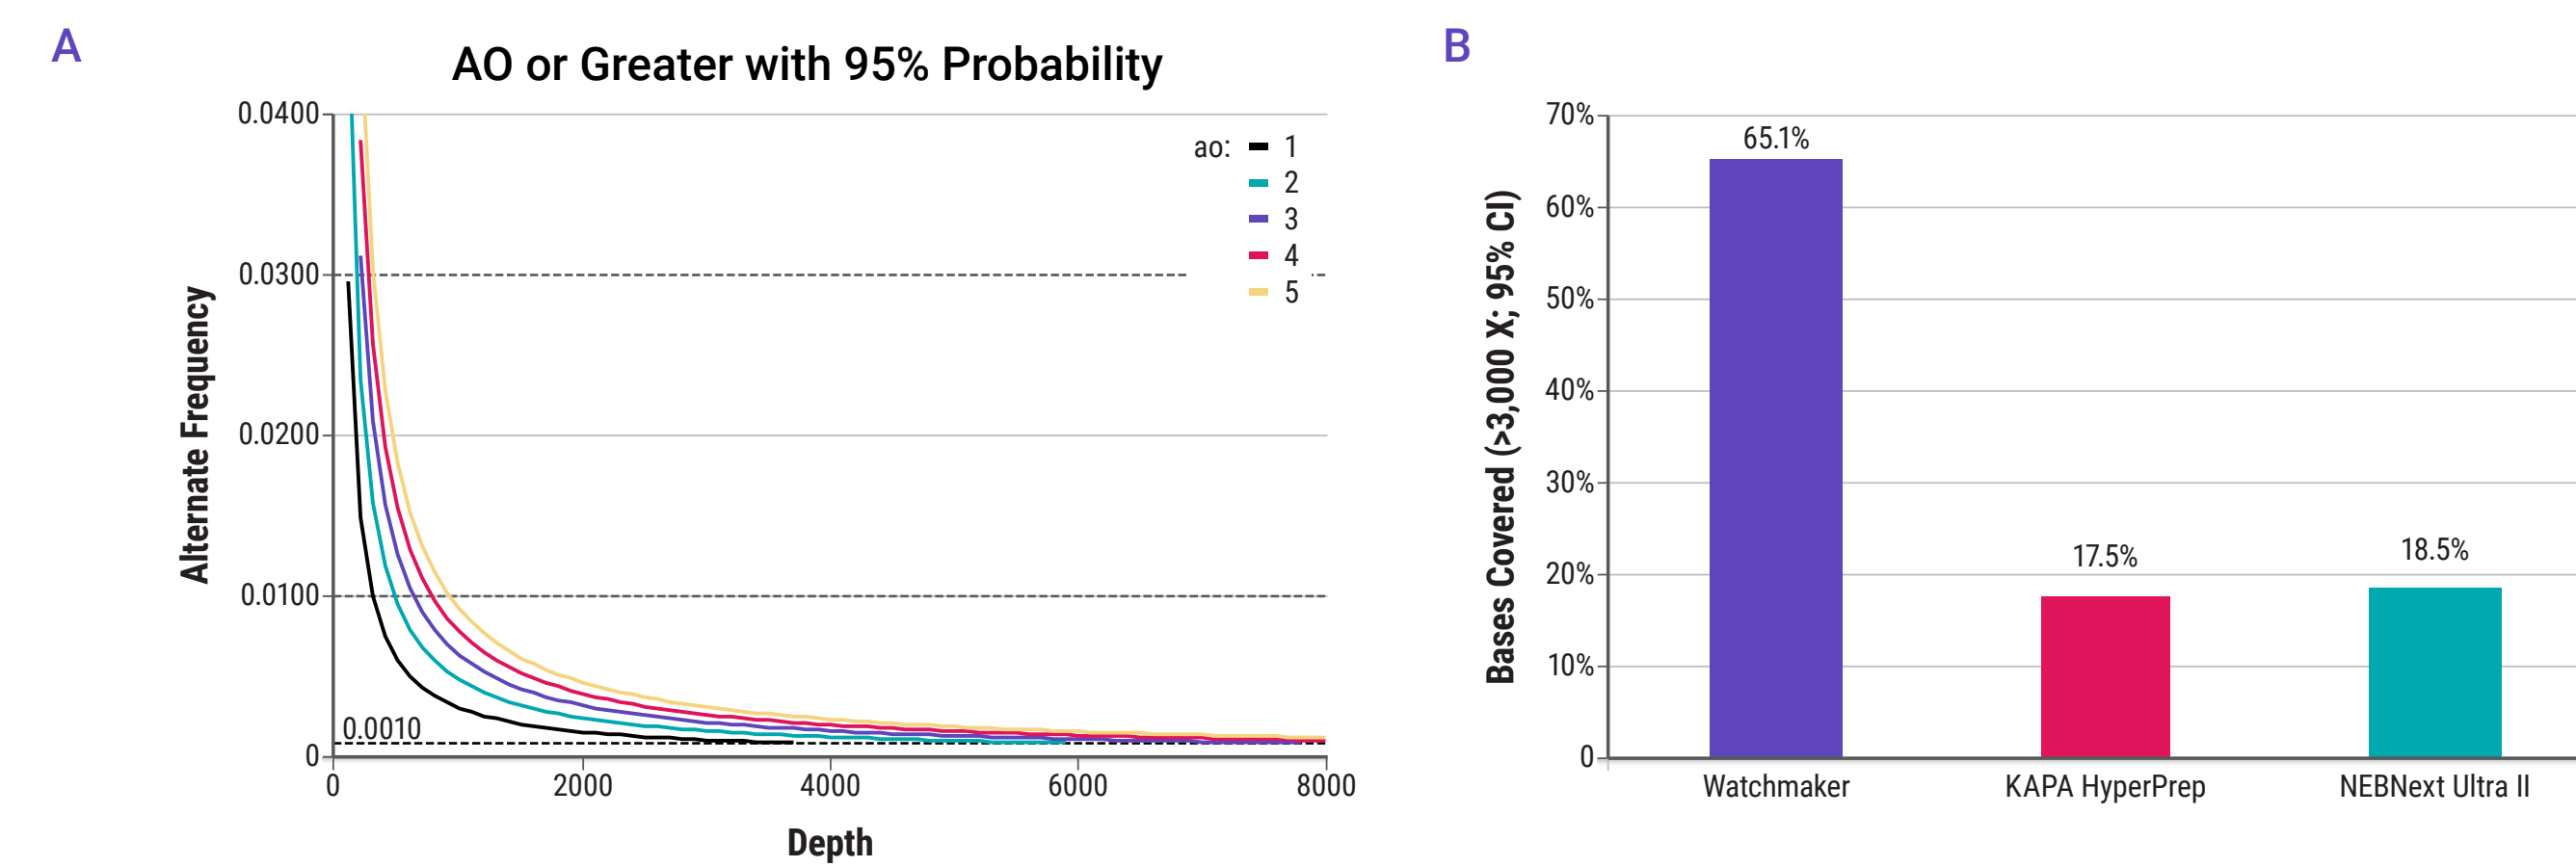 A
AO or Greater with 95% Probability
0.0400
0.0300
0.0200
0.0100
0
Alternate Frequency
ao:
1
2
3
4
5
0.0010
0
2000
4000
6000
8000
Depth
B
70%
60%
50%
40%
30%
20%
10%
0
Bases Covered (>3,0000 X; 95% CI)
65.1%
17.5%
18.5%
Watchmaker
KAPA HyperPrep
NEBNext Ultra II